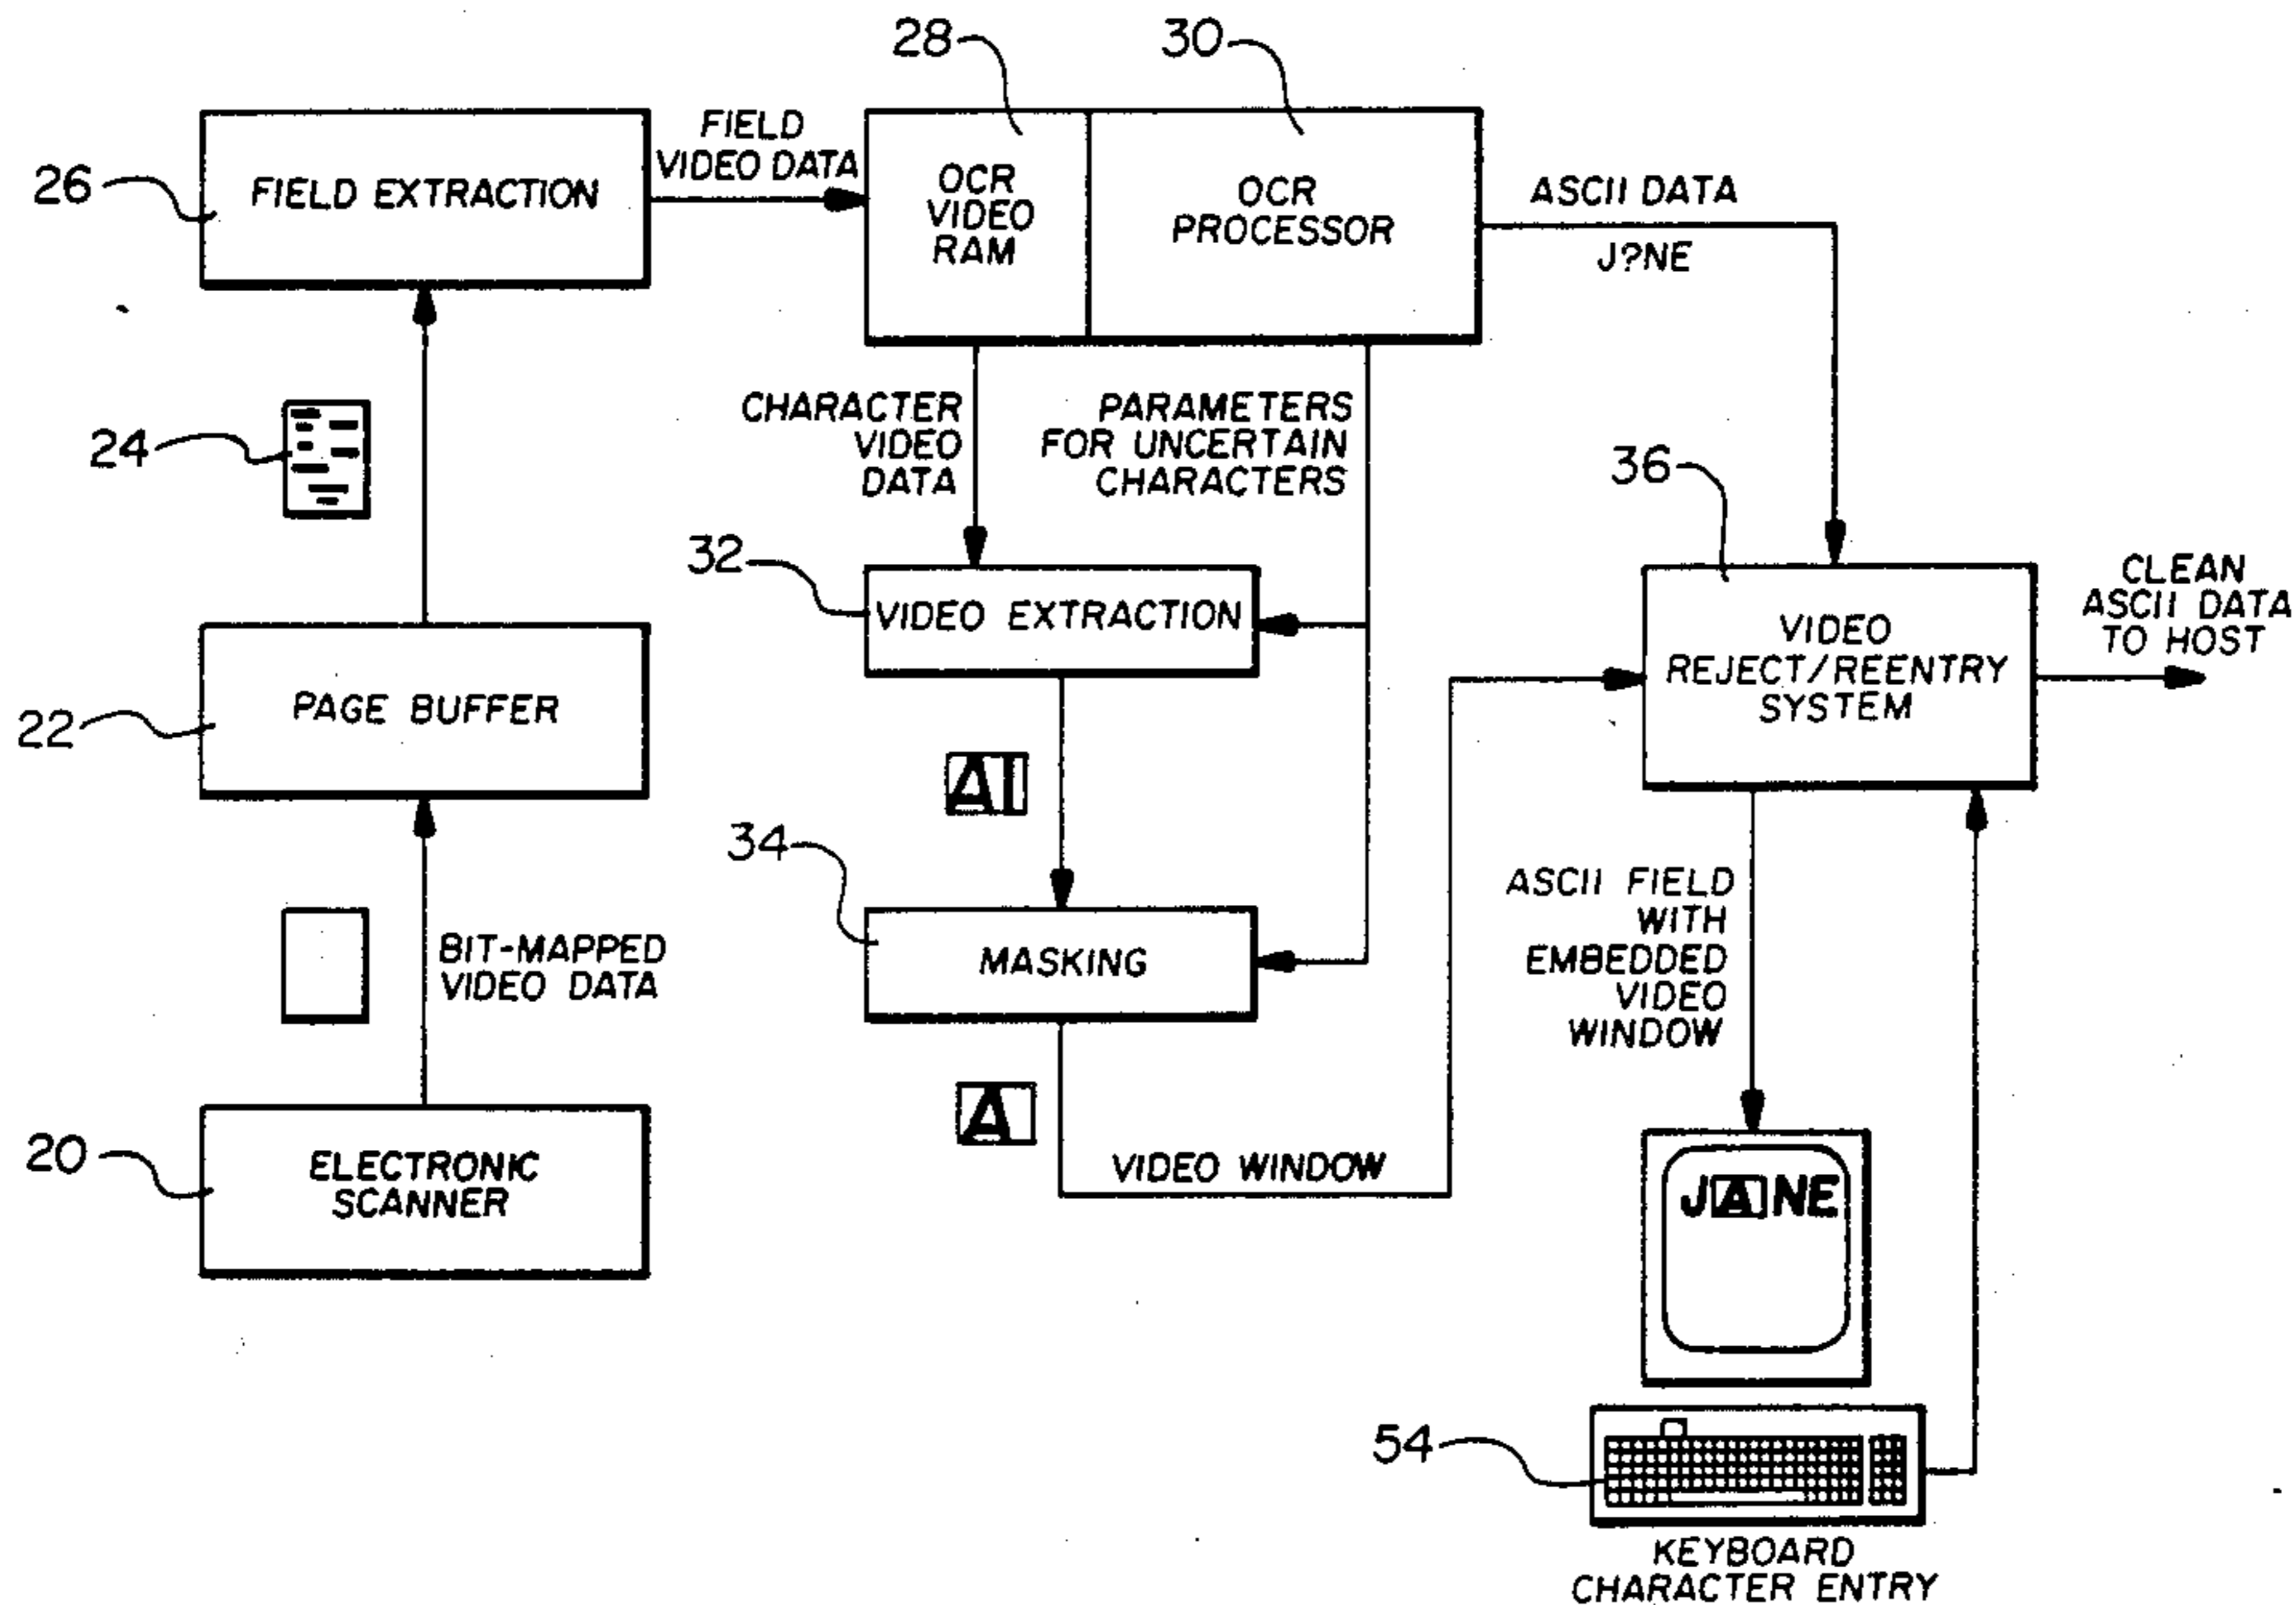 28
30
26
FIELD EXTRACTION
FIELD
VIDEO DATA
OCR
VIDEO
RAM
OCR
PROCESSOR
ASCII DATA
J?NE
24
CHARACTER
VIDEO
DATA
PARAMETERS
FOR UNCERTAIN
CHARACTERS
36
32
VIDEO EXTRACTION
VIDEO
REJECT/REENTRY
SYSTEM
CLEAN
ASCII DATA
TO HOST
22
PAGE BUFFER
AI
34
MASKING
ASCII FIELD
WITH
EMBEDDED
VIDEO
WINDOW
BIT-MAPPED
VIDEO DATA
A
20
ELECTRONIC
SCANNER
VIDEO WINDOW
JANE
54
KEYBOARD
CHARACTER ENTRY